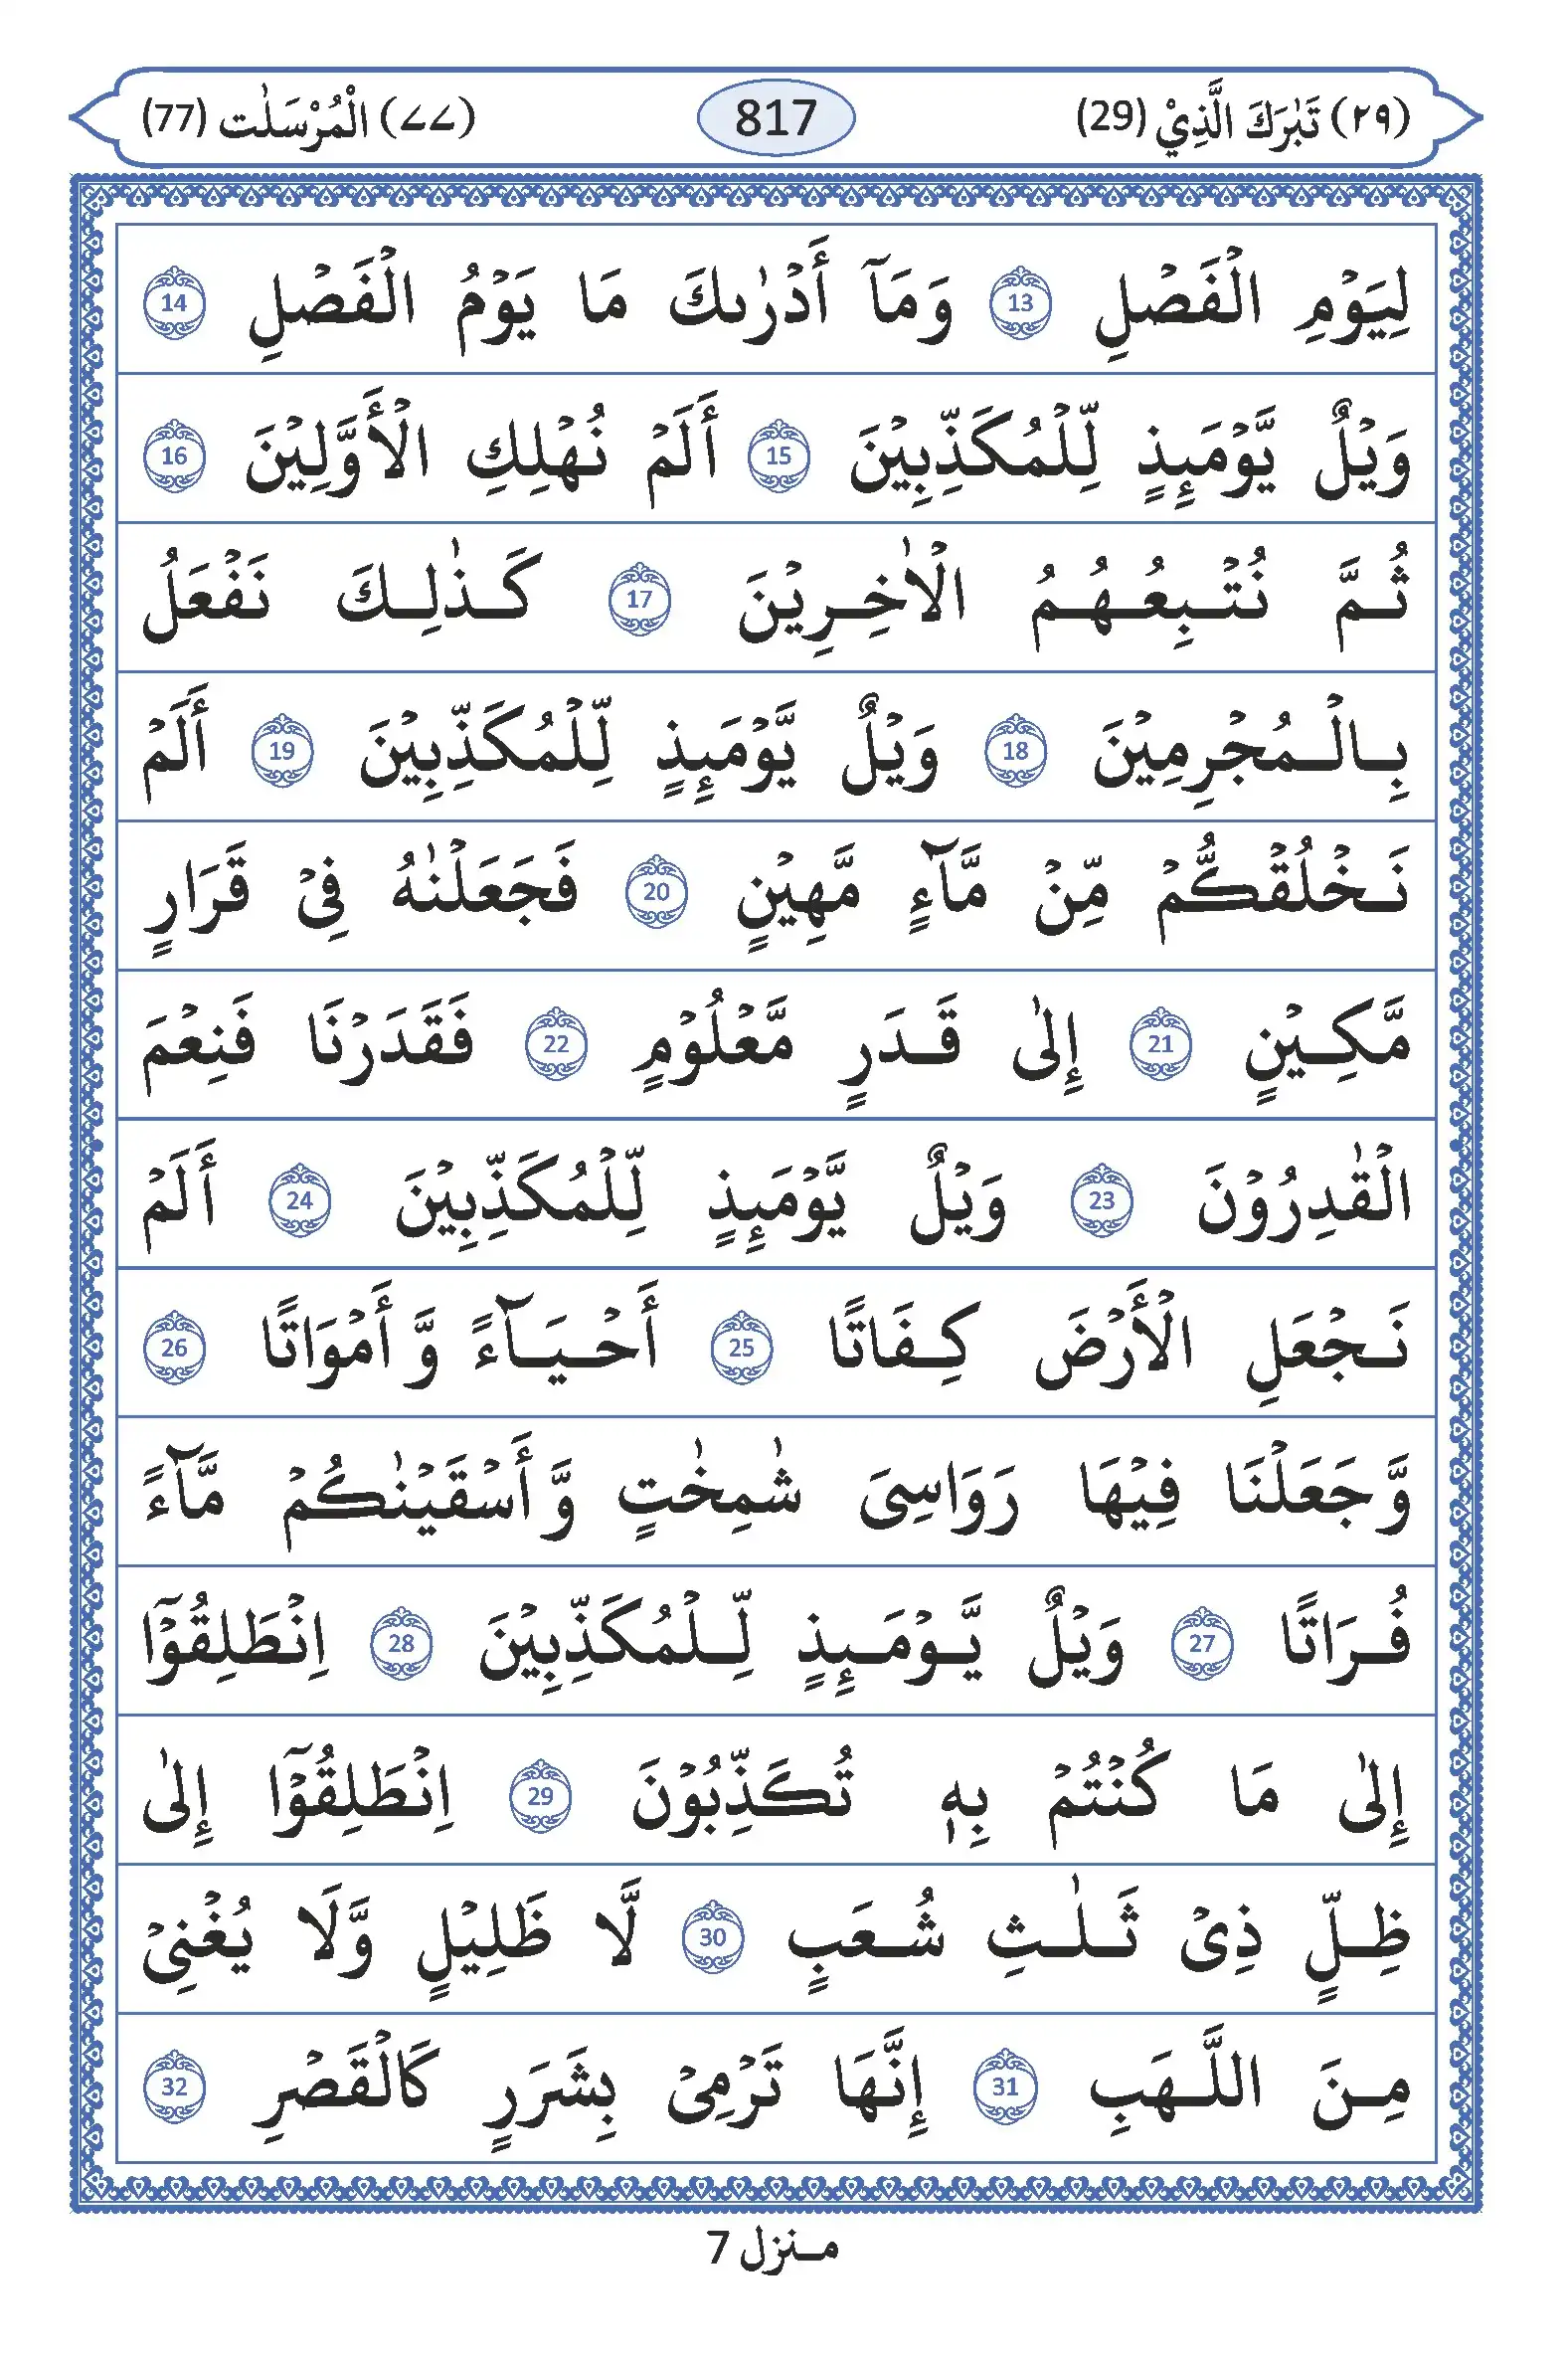 (٢٩) تَبٰرَكَ الَّذِيْ (29) 817 (٧٧) الْمُرْسَلٰت (77)
لِيَوْمِ الْفَصْلِ 13 وَمَآ أَدْرٰىكَ مَا يَوْمُ الْفَصْلِ 14
وَيْلٌ يَّوْمَىِٕذٍ لِّلْمُكَذِّبِيْنَ 15 أَلَمْ نُهْلِكِ الْأَوَّلِيْنَ 16
ثُمَّ نُتْبِعُهُمُ الْاٰخِرِيْنَ 17 كَذٰلِكَ نَفْعَلُ
بِالْمُجْرِمِيْنَ 18 وَيْلٌ يَّوْمَىِٕذٍ لِّلْمُكَذِّبِيْنَ 19 أَلَمْ
نَخْلُقْكُّمْ مِّنْ مَّآءٍ مَّهِيْنٍ 20 فَجَعَلْنٰهُ فِيْ قَرَارٍ
مَّكِيْنٍ 21 إِلٰى قَدَرٍ مَّعْلُوْمٍ 22 فَقَدَرْنَا فَنِعْمَ
الْقٰدِرُوْنَ 23 وَيْلٌ يَّوْمَىِٕذٍ لِّلْمُكَذِّبِيْنَ 24 أَلَمْ
نَجْعَلِ الْأَرْضَ كِفَاتًا 25 أَحْيَآءً وَّأَمْوَاتًا 26
وَّجَعَلْنَا فِيْهَا رَوَاسِىَ شٰمِخٰتٍ وَّأَسْقَيْنٰكُمْ مَّآءً
فُرَاتًا 27 وَيْلٌ يَّوْمَىِٕذٍ لِّلْمُكَذِّبِيْنَ 28 اِنْطَلِقُوْٓا
إِلٰى مَا كُنْتُمْ بِهٖ تُكَذِّبُوْنَ 29 اِنْطَلِقُوْٓا إِلٰى
ظِلٍّ ذِيْ ثَلٰثِ شُعَبٍ 30 لَّا ظَلِيْلٍ وَّلَا يُغْنِيْ
مِنَ اللَّهَبِ 31 إِنَّهَا تَرْمِيْ بِشَرَرٍ كَالْقَصْرِ 32
منزل 7